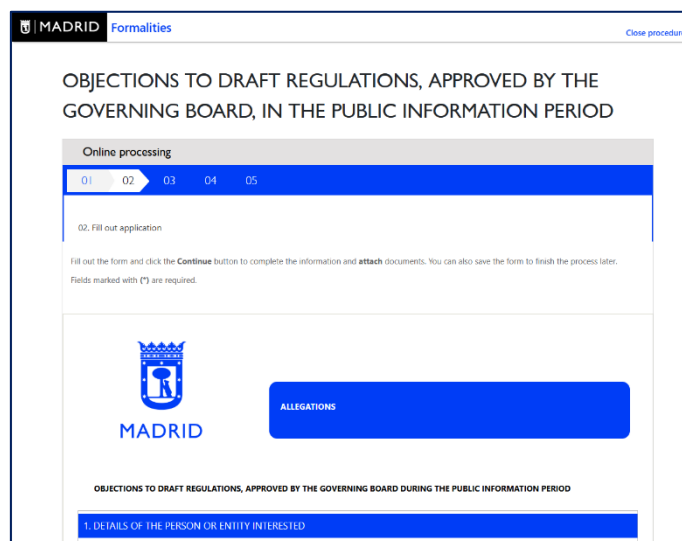 MADRID Formalities
Close procedure
OBJECTIONS TO DRAFT REGULATIONS, APPROVED BY THE
GOVERNING BOARD, IN THE PUBLIC INFORMATION PERIOD
Online processing
01 02 03 04 05
02. Fill out application
Fill out the form and click the Continue button to complete the information and attach documents. You can also save the form to finish the process later.
Fields marked with (*) are required.
ALLEGATIONS
MADRID
OBJECTIONS TO DRAFT REGULATIONS, APPROVED BY THE GOVERNING BOARD DURING THE PUBLIC INFORMATION PERIOD
1. DETAILS OF THE PERSON OR ENTITY INTERESTED